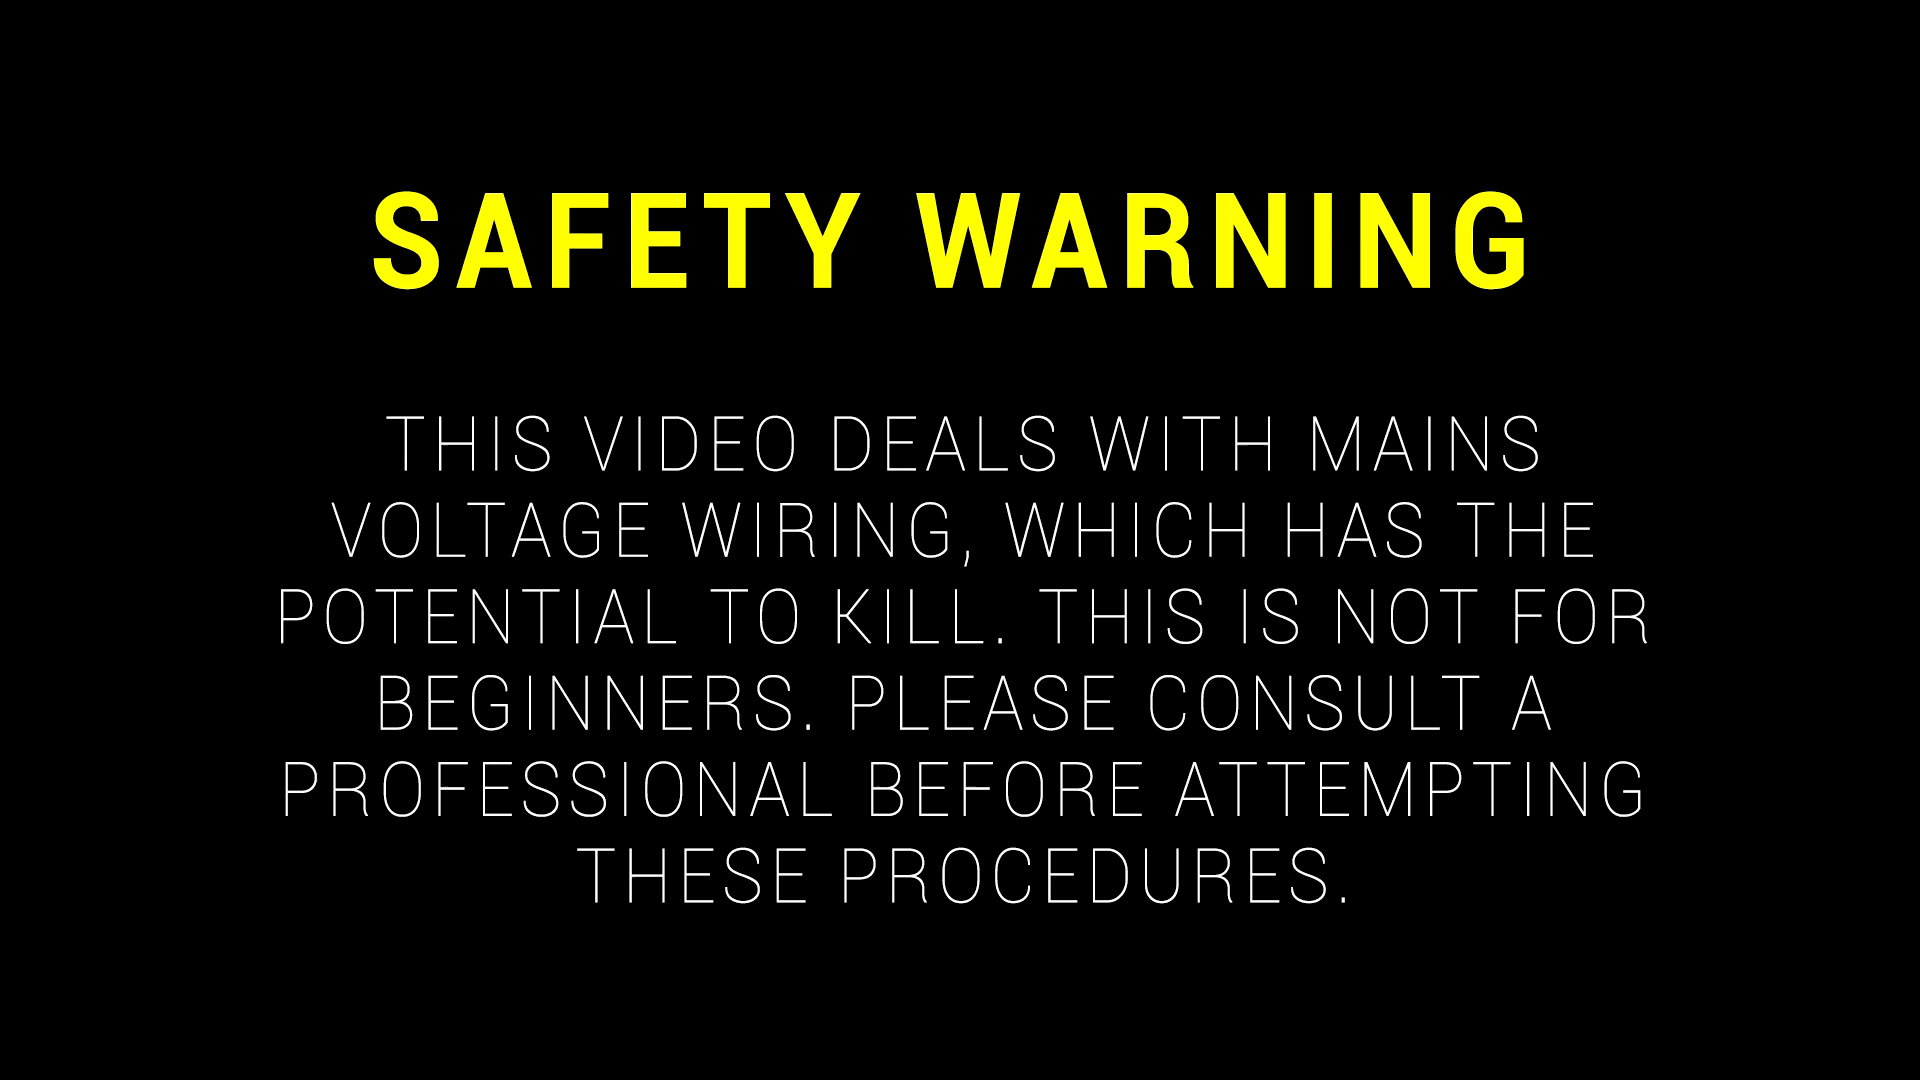 SAFETY WARNING
THIS VIDEO DEALS WITH MAINS
VOLTAGE WIRING, WHICH HAS THE
POTENTIAL TO KILL. THIS IS NOT FOR
BEGINNERS. PLEASE CONSULT A
PROFESSIONAL BEFORE ATTEMPTING
THESE PROCEDURES.